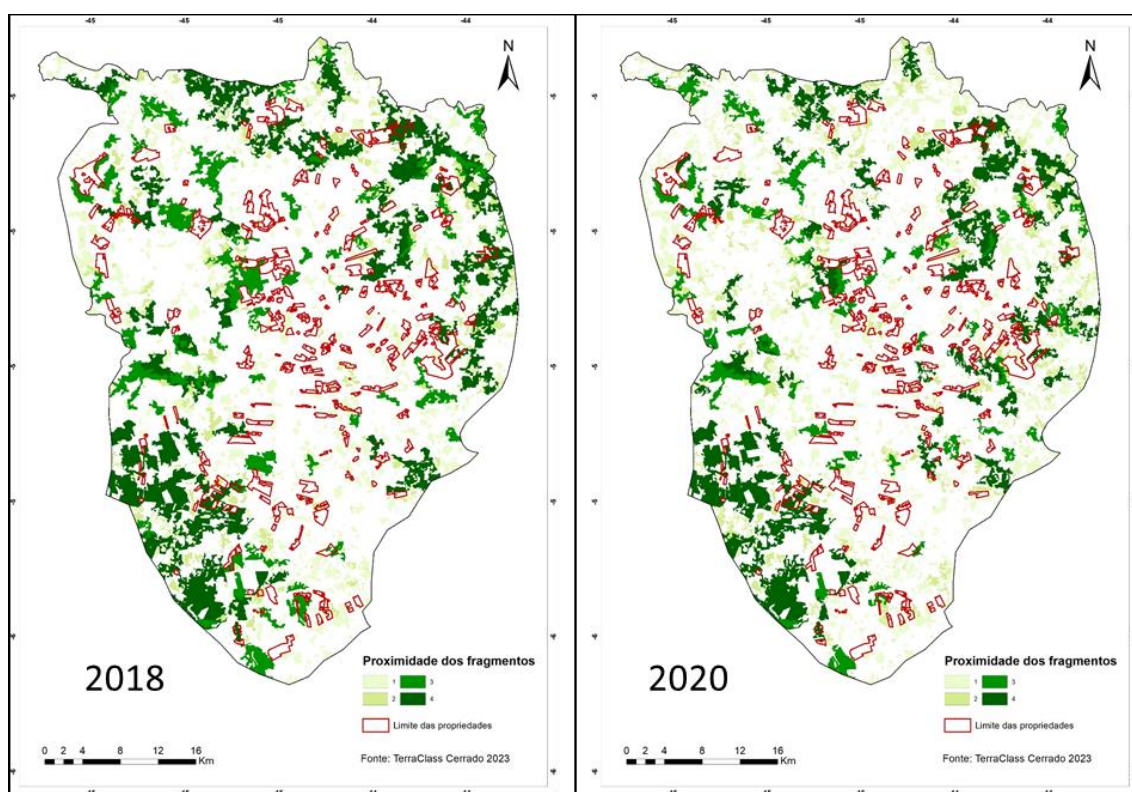 -45 -45 -45 -44 -44
N
2018
Proximidade dos fragmentos
1 3
2 4
Limite das propriedades
0 2 4 8 12 16
Km
Fonte: TerraClass Cerrado 2023
-45 -45 -45 -44 -44
N
2020
Proximidade dos fragmentos
1 3
2 4
Limite das propriedades
0 2 4 8 12 16
Km
Fonte: TerraClass Cerrado 2023